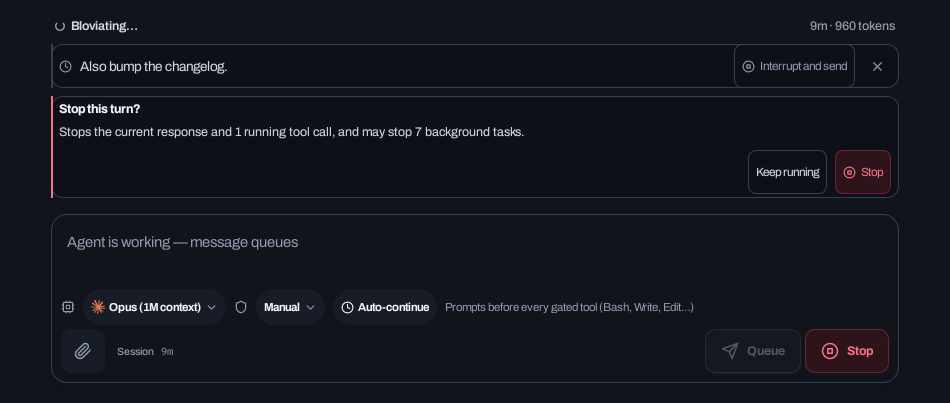 Bloviating...
9m · 960 tokens
Also bump the changelog.
Interrupt and send
Stop this turn?
Stops the current response and 1 running tool call, and may stop 7 background tasks.
Keep running
Stop
Agent is working — message queues
Opus (1M context)
Manual
Auto-continue
Prompts before every gated tool (Bash, Write, Edit...)
Session 9m
Queue
Stop